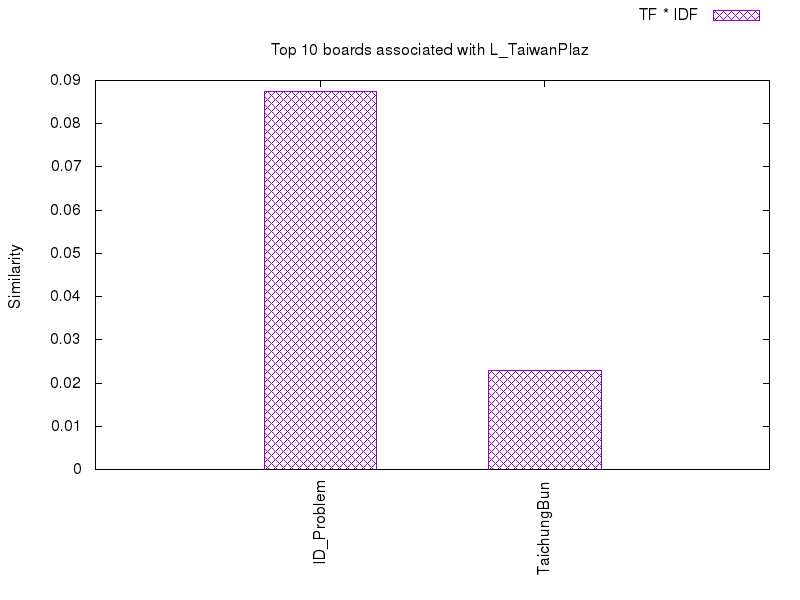 TF * IDF
Top 10 boards associated with L_TaiwanPlaz
0.09
0.08
0.07
0.06
0.05
0.04
0.03
0.02
0.01
0
Similarity
ID_Problem
TaichungBun